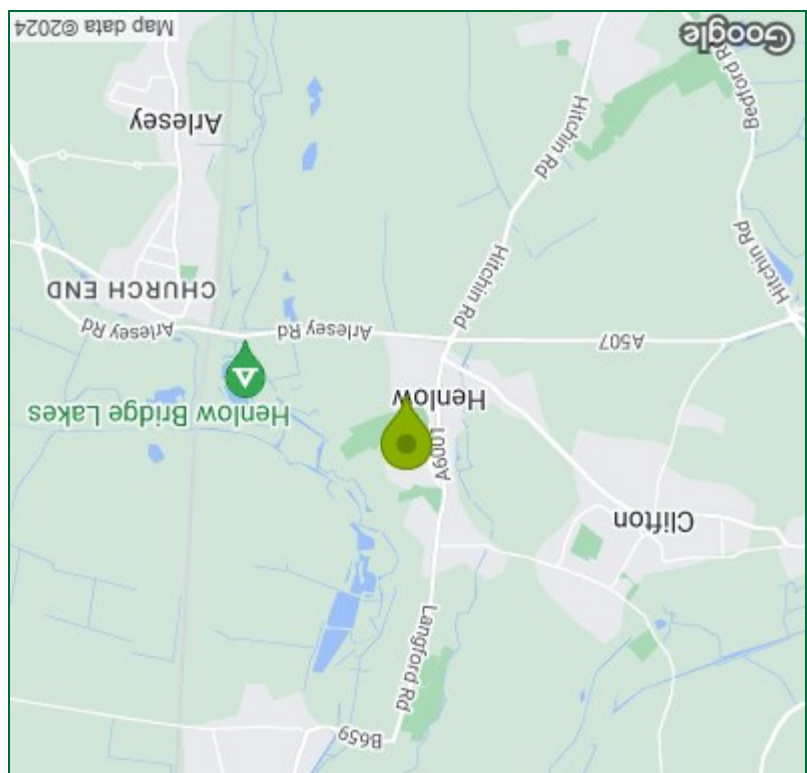 B659
Langford Rd
Clifton
LongA
Henlow
Henlow Bridge Lakes
A507
Arlesey Rd
Arlesey Rd
CHURCH END
Hitchin Rd
Hitchin Rd
Hitchin Rd
Arlesey
Bedford Rd
Google
Map data ©2024